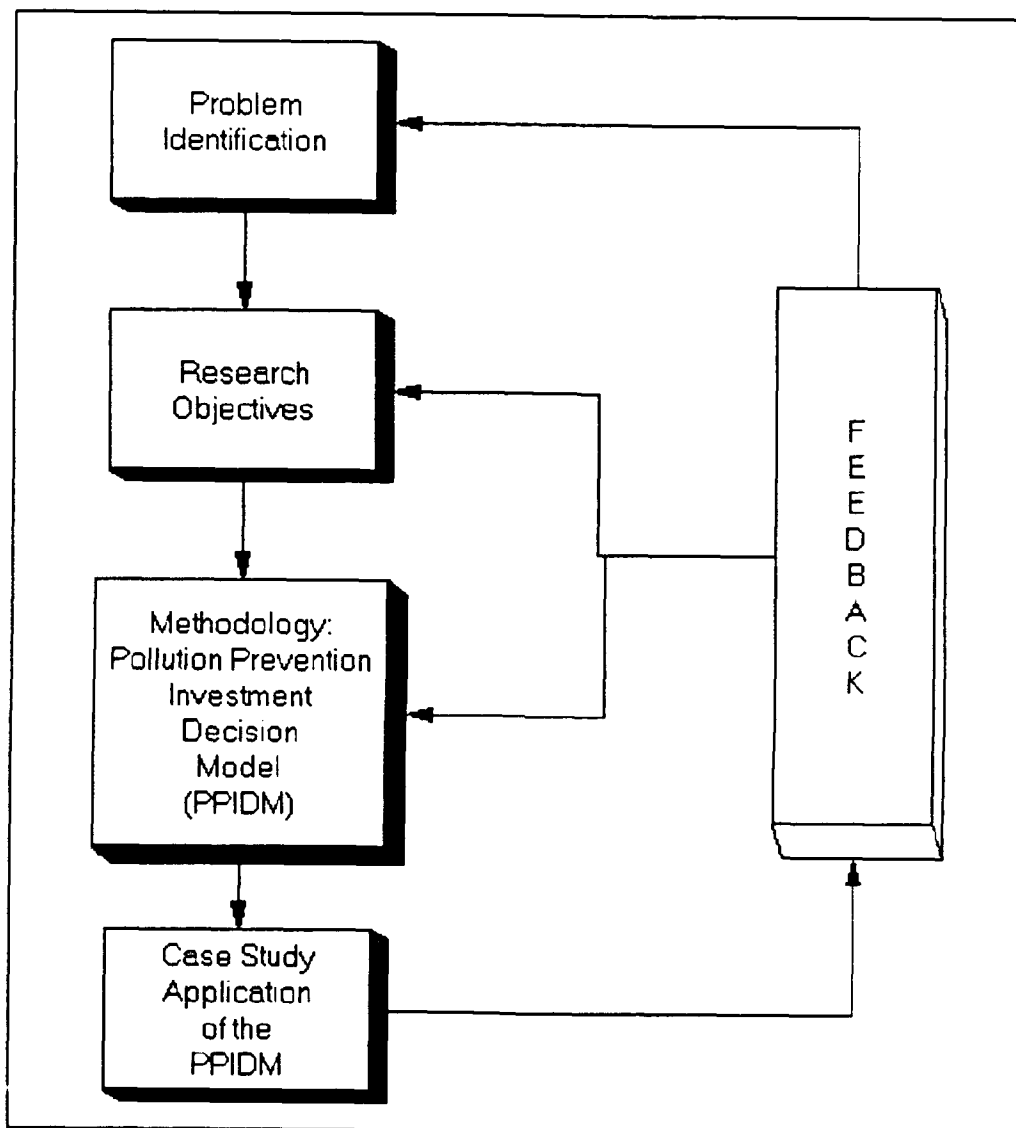 Problem
Identification
Research
Objectives
Methodology:
Pollution Prevention
Investment
Decision
Model
(PPIDM)
Case Study
Application
of the
PPIDM
F
E
E
D
B
A
C
K